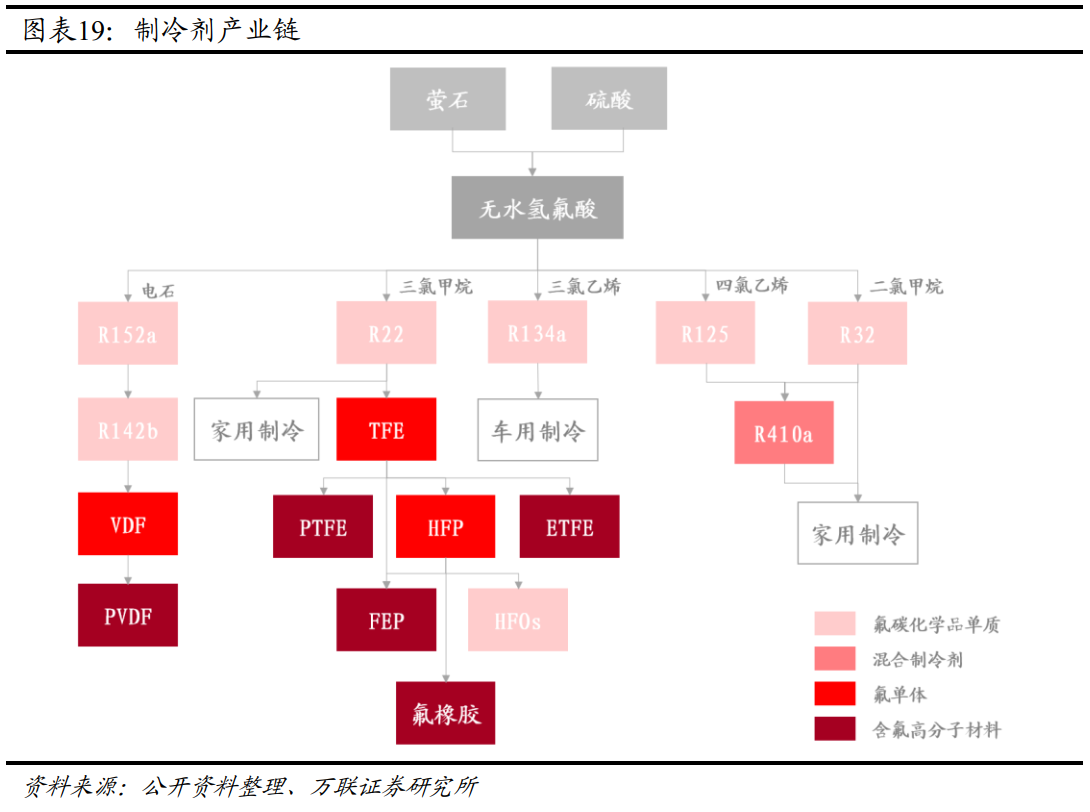 图表19：制冷剂产业链
萤石
硫酸
无水氢氟酸
电石
三氯甲烷
三氯乙烯
四氯乙烯
二氯甲烷
R152a
R22
R134a
R125
R32
R142b
家用制冷
TFE
车用制冷
R410a
VDF
PTFE
HFP
ETFE
家用制冷
PVDF
FEP
HFOs
氟橡胶
氟碳化学品单质
混合制冷剂
氟单体
含氟高分子材料
资料来源：公开资料整理、万联证券研究所